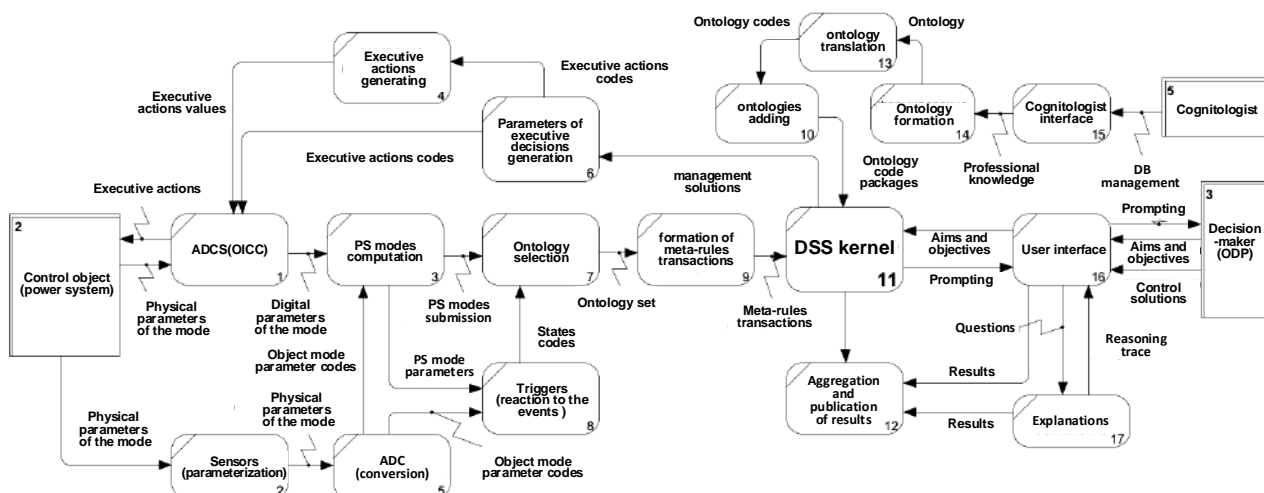 Ontology codes
Ontology
ontology
translation
13
Executive
actions
generating
4
Executive actions
codes
Executive
actions values
ontologies
adding
10
Ontology
formation
14
Cognitologist
interface
15
5
Cognitologist
Parameters of
executive
decisions
generation
6
Executive actions codes
Ontology
code
packages
Professional
knowledge
DB
management
management
solutions
Executive actions
2
Control object
(power system)
ADCS(OICC)
1
PS modes
computation
3
Ontology
selection
7
formation of
meta-rules
transactions
9
DSS kernel
11
Aims and
objectives
Prompting
User interface
16
Prompting
Aims and
objectives
Control
solutions
3
Decision
-maker
(ODP)
Physical
parameters
of the mode
Digital
parameters
of the mode
PS modes
submission
Ontology set
Meta-rules
transactions
Questions
Reasoning
trace
Object mode
parameter codes
PS mode
parameters
States
codes
Triggers
(reaction to the
events )
8
Aggregation
and
publication
of results
12
Results
Results
Explanations
17
Physical
parameters
of the mode
Physical
parameters
of the mode
Sensors
(parameterization)
2
ADC
(conversion)
5
Object mode
parameter codes